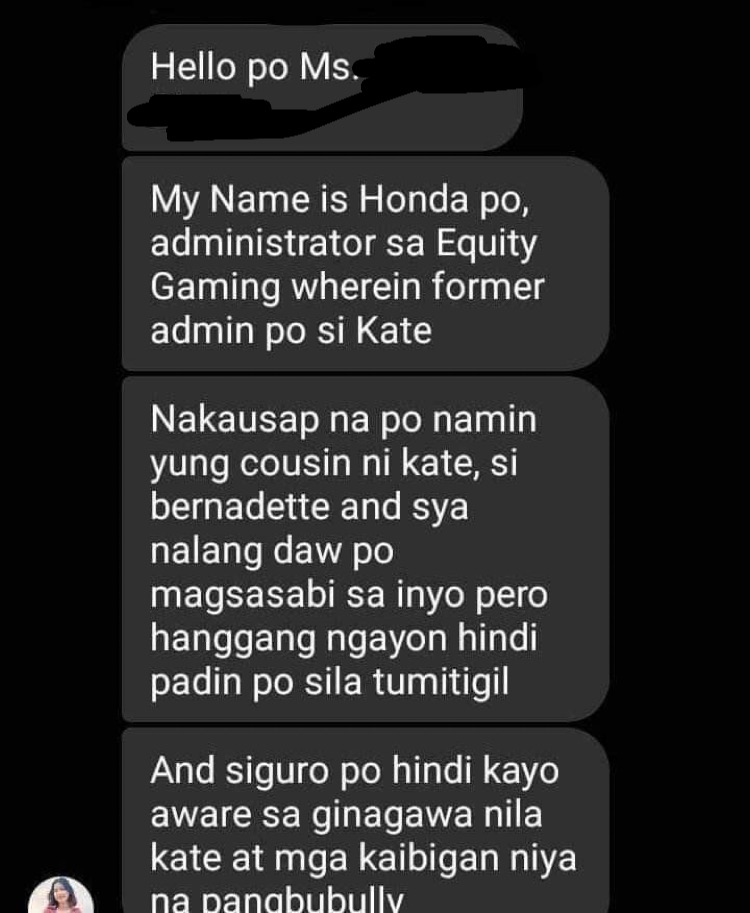 Hello po Ms.
My Name is Honda po,
administrator sa Equity
Gaming wherein former
admin po si Kate
Nakausap na po namin
yung cousin ni kate, si
bernadette and sya
nalang daw po
magsasabi sa inyo pero
hanggang ngayon hindi
padin po sila tumitigil
And siguro po hindi kayo
aware sa ginagawa nila
kate at mga kaibigan niya
na pangbubully